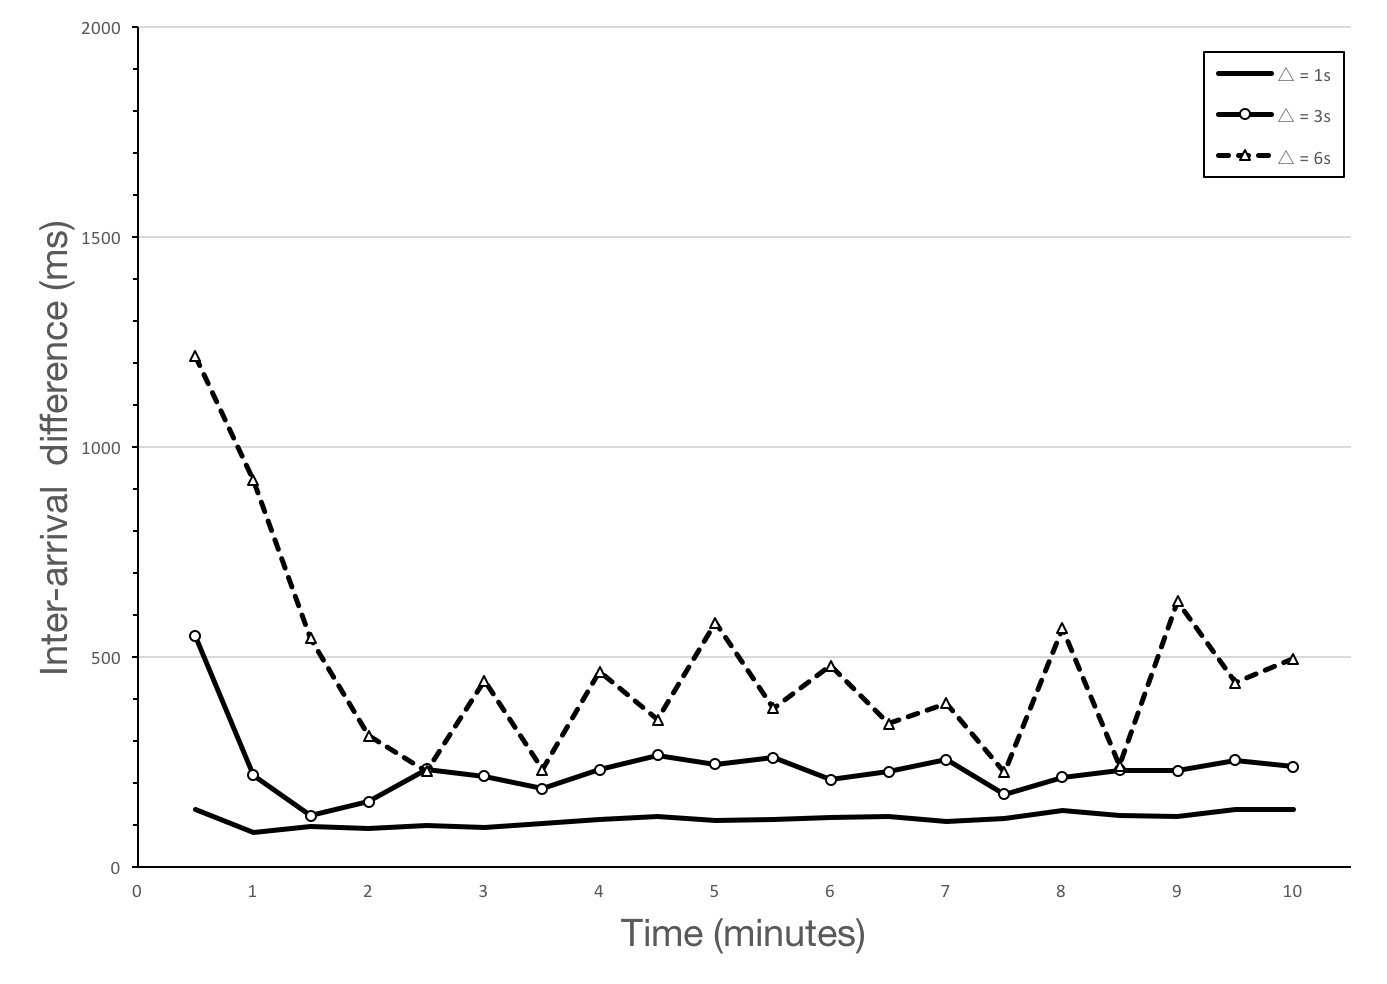 2000
1500
1000
500
0
Inter-arrival difference (ms)
△ = 1s
△ = 3s
△ = 6s
0 1 2 3 4 5 6 7 8 9 10
Time (minutes)